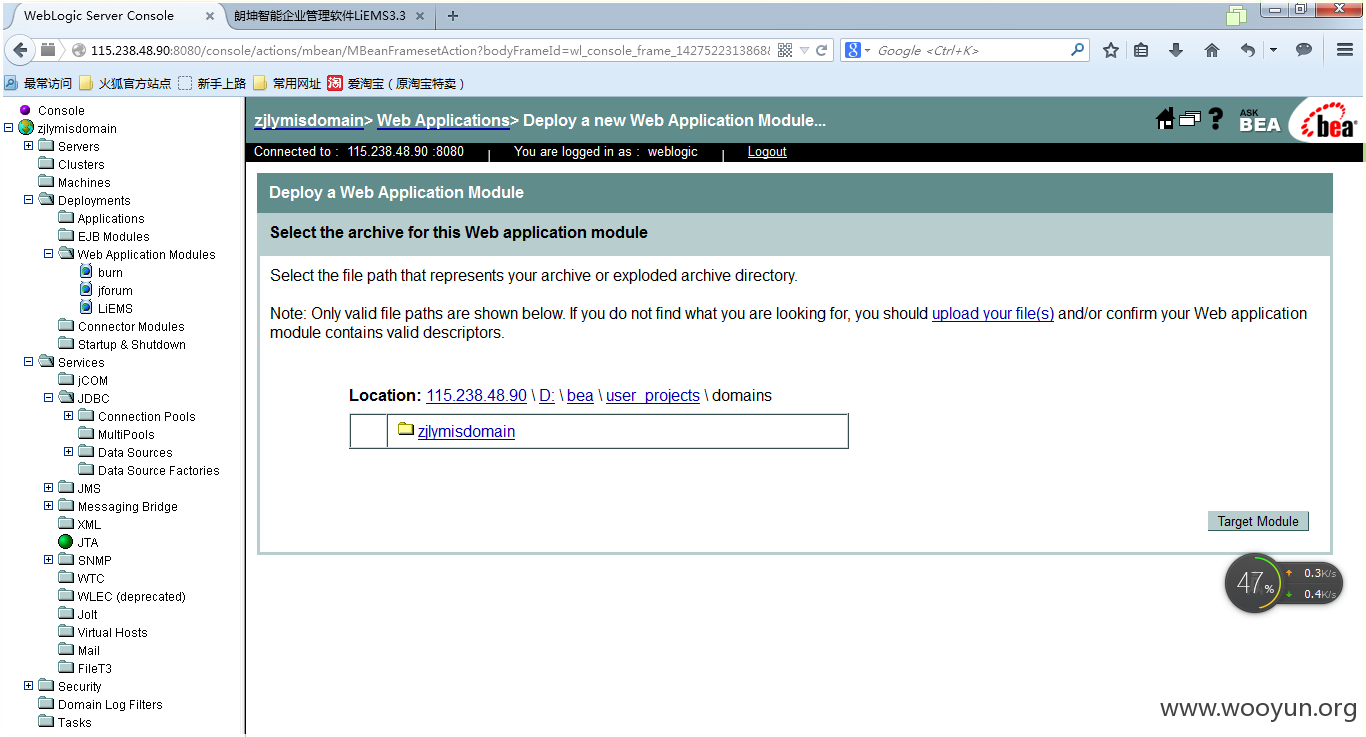 WebLogic Server Console
朗坤智能企业管理软件LiEMS3.3
115.238.48.90:8080/console/actions/mbean/MBeanFramesetAction?bodyFrameId=wl_console_frame_1427522313868&
Google <Ctrl+K>
最常访问 火狐官方站点 新手上路 常用网址 淘 爱淘宝（原淘宝特卖）
Console
zjlymisdomain
Servers
Clusters
Machines
Deployments
Applications
EJB Modules
Web Application Modules
burn
jforum
LiEMS
Connector Modules
Startup & Shutdown
Services
jCOM
JDBC
Connection Pools
MultiPools
Data Sources
Data Source Factories
JMS
Messaging Bridge
XML
JTA
SNMP
WTC
WLEC (deprecated)
Jolt
Virtual Hosts
Mail
FileT3
Security
Domain Log Filters
Tasks
zjlymisdomain> Web Applications> Deploy a new Web Application Module...
ASK
BEA
bea
Connected to : 115.238.48.90 :8080 | You are logged in as : weblogic | Logout
Deploy a Web Application Module
Select the archive for this Web application module
Select the file path that represents your archive or exploded archive directory.
Note: Only valid file paths are shown below. If you do not find what you are looking for, you should upload your file(s) and/or confirm your Web application
module contains valid descriptors.
Location: 115.238.48.90 \ D: \ bea \ user_projects \ domains
zjlymisdomain
Target Module
47%
0.3K/s
0.4K/s
www.wooyun.org